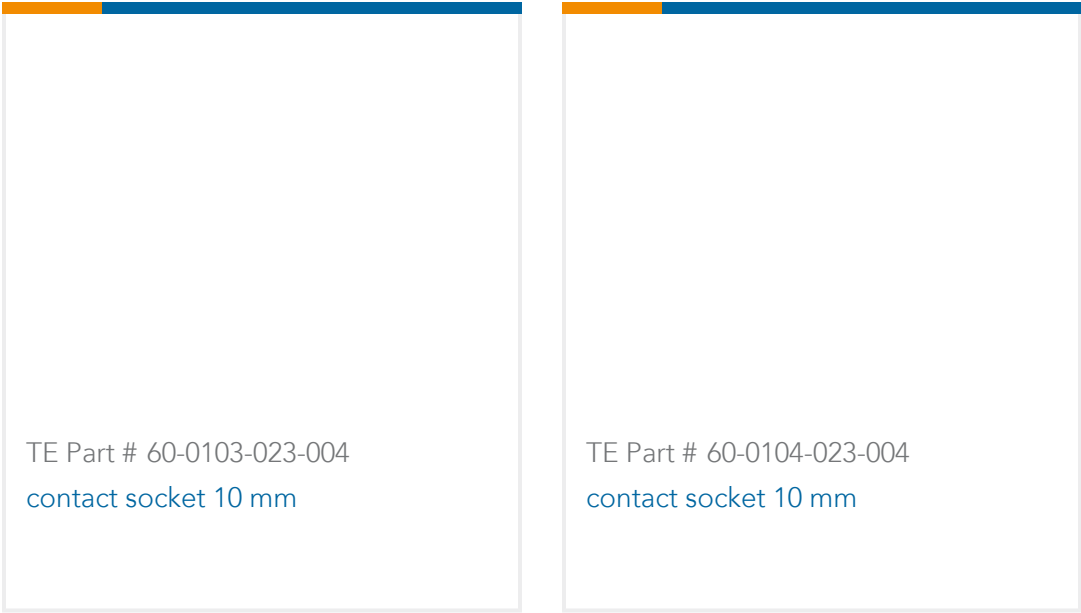 TE Part # 60-0103-023-004
contact socket 10 mm
TE Part # 60-0104-023-004
contact socket 10 mm